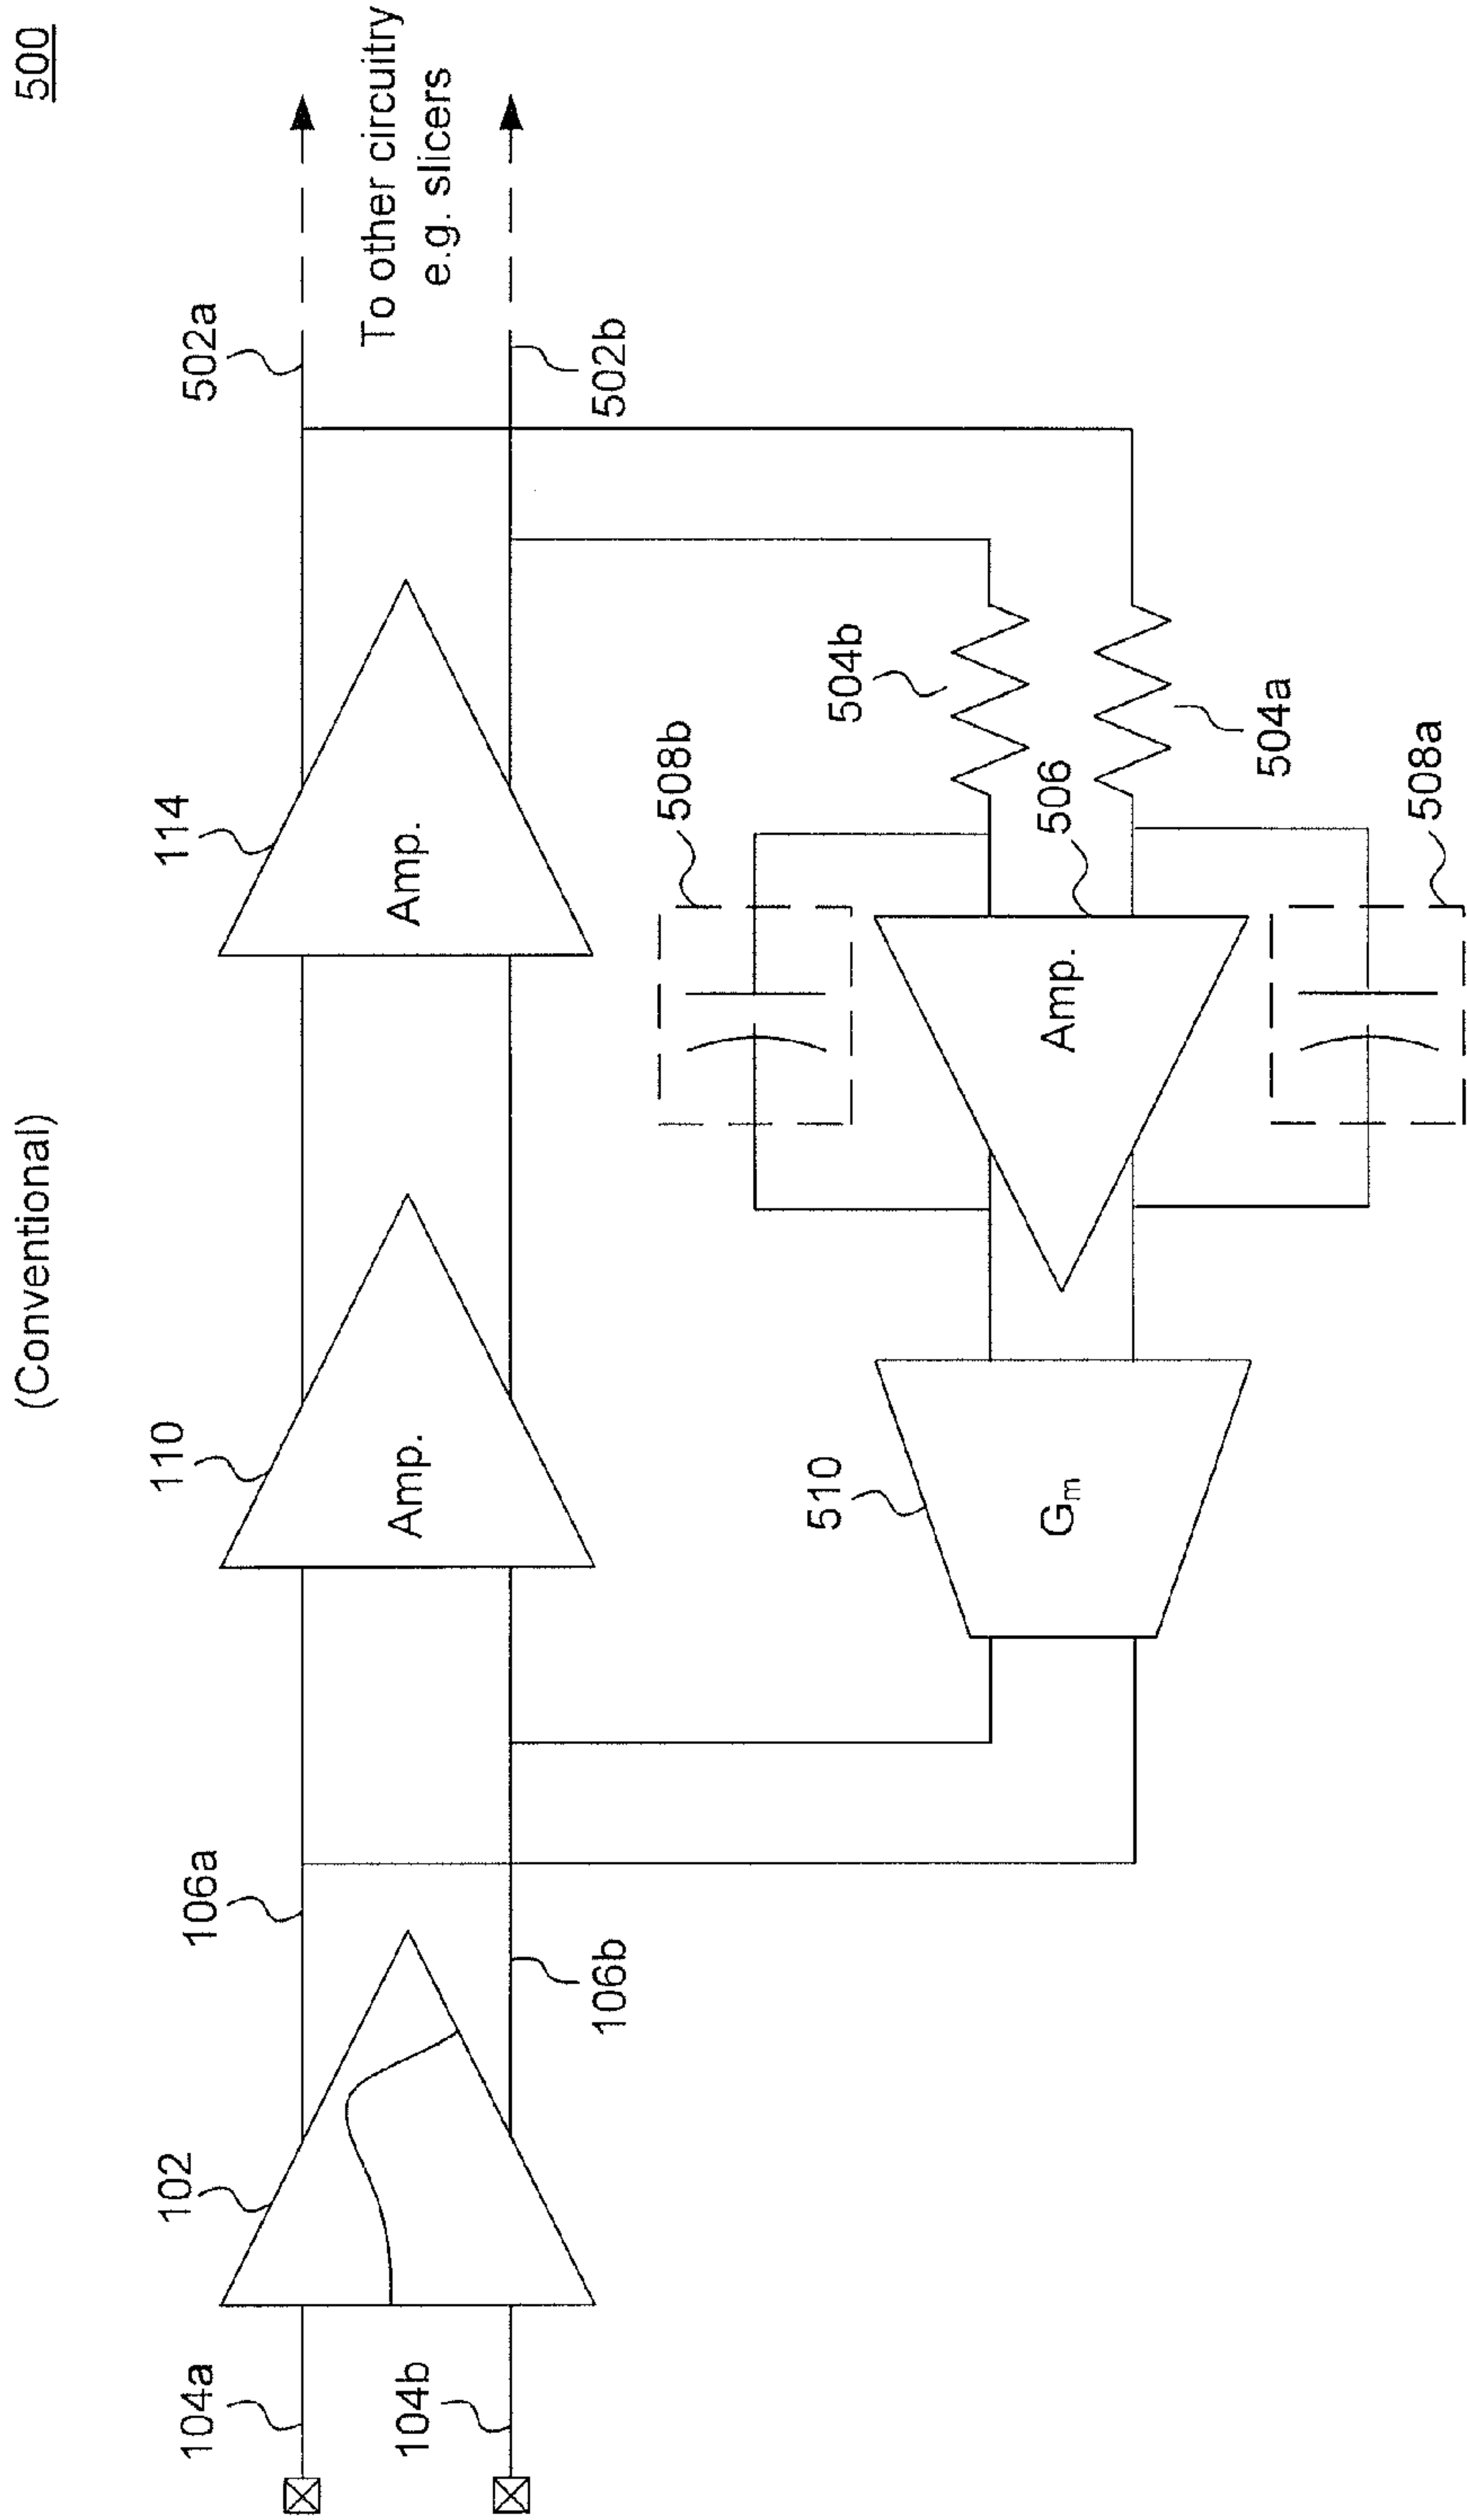 500
(Conventional)
102
106a
110
114
502a
Amp.
Amp.
To other circuitry
e.g. slicers
104a
104b
106b
502b
508b
504b
510
Gm
Amp.
506
504a
508a